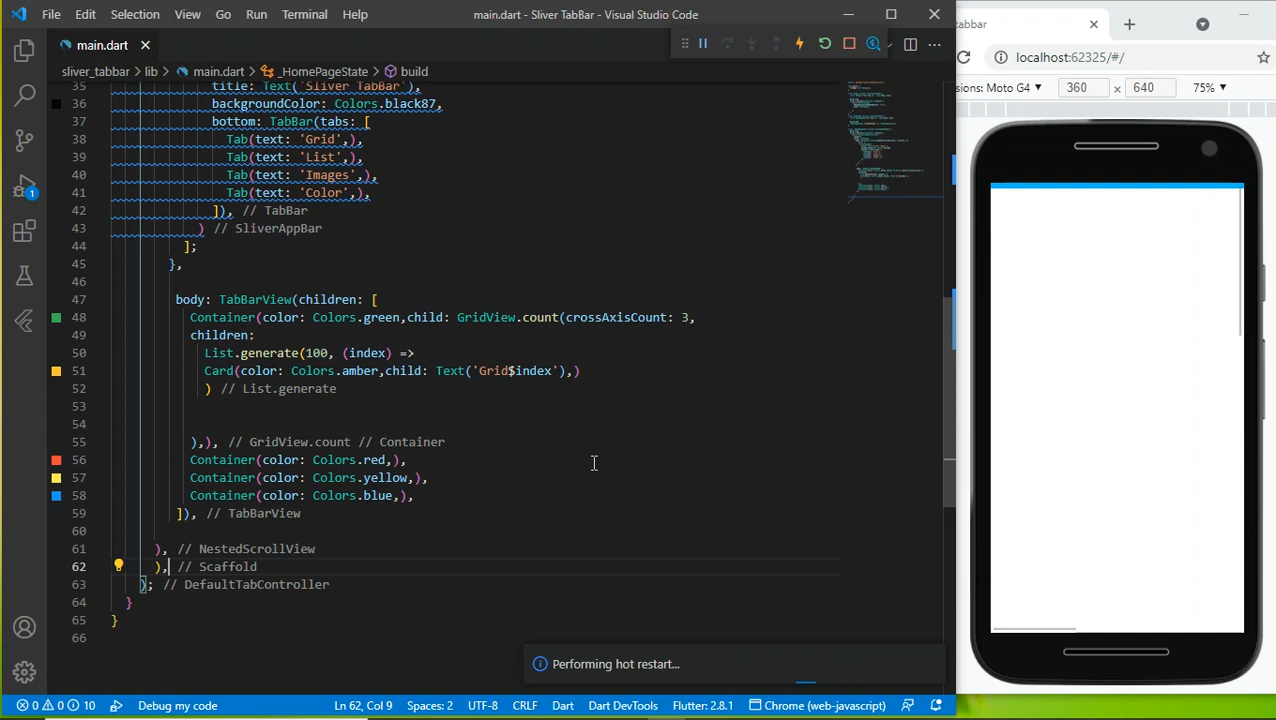 File Edit Selection View Go Run Terminal Help
main.dart - Sliver TabBar - Visual Studio Code
main.dart
sliver_tabbar > lib > main.dart > _HomePageState > build
35 title: Text('Sliver TabBar'),
36 backgroundColor: Colors.black87,
37 bottom: TabBar(tabs: [
38 Tab(text: 'Grid',),
39 Tab(text: 'List',),
40 Tab(text: 'Images',),
41 Tab(text: 'Color',),
42 ]), // TabBar
43 ) // SliverAppBar
44 ];
45 },
46
47 body: TabBarView(children: [
48 Container(color: Colors.green,child: GridView.count(crossAxisCount: 3,
49 children:
50 List.generate(100, (index) =>
51 Card(color: Colors.amber,child: Text('Grid$index'),)
52 ) // List.generate
53
54
55 ),), // GridView.count // Container
56 Container(color: Colors.red,),
57 Container(color: Colors.yellow,),
58 Container(color: Colors.blue,),
59 ]), // TabBarView
60
61 ), // NestedScrollView
62 ), // Scaffold
63 ); // DefaultTabController
64 }
65 }
66
Performing hot restart...
1
0 0 10 Debug my code Ln 62, Col 9 Spaces: 2 UTF-8 CRLF Dart Dart DevTools Flutter: 2.8.1 Chrome (web-javascript)
tabbar
localhost:62325/#/
sions: Moto G4 360 × 640 75%